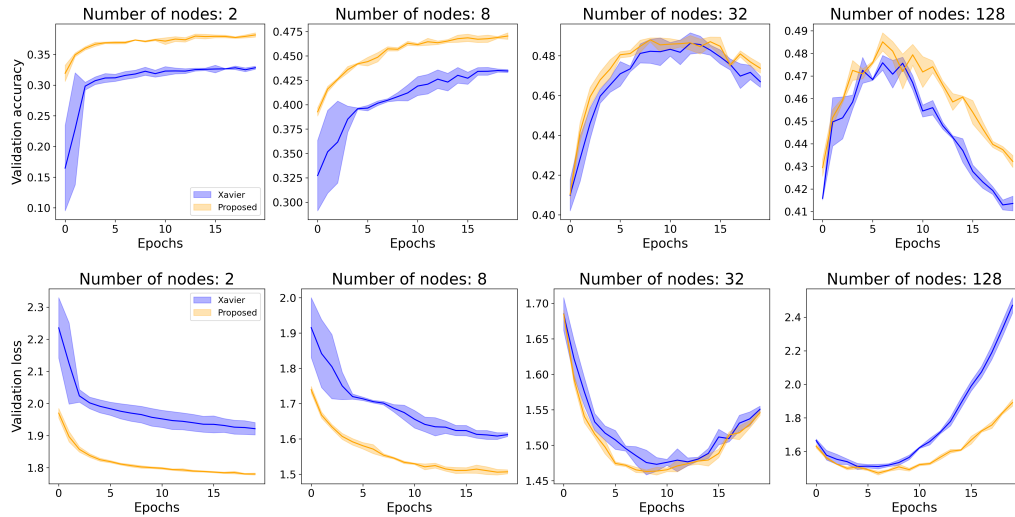 Number of nodes: 2
Number of nodes: 8
Number of nodes: 32
Number of nodes: 128
Validation accuracy
0.35
0.30
0.25
0.20
0.15
0.10
Xavier
Proposed
0 5 10 15
Epochs
0.475
0.450
0.425
0.400
0.375
0.350
0.325
0.300
0 5 10 15
Epochs
0.48
0.46
0.44
0.42
0.40
0 5 10 15
Epochs
0.49
0.48
0.47
0.46
0.45
0.44
0.43
0.42
0.41
0 5 10 15
Epochs
Number of nodes: 2
Number of nodes: 8
Number of nodes: 32
Number of nodes: 128
Validation loss
2.3
2.2
2.1
2.0
1.9
1.8
Xavier
Proposed
0 5 10 15
Epochs
2.0
1.9
1.8
1.7
1.6
1.5
0 5 10 15
Epochs
1.70
1.65
1.60
1.55
1.50
1.45
0 5 10 15
Epochs
2.4
2.2
2.0
1.8
1.6
0 5 10 15
Epochs